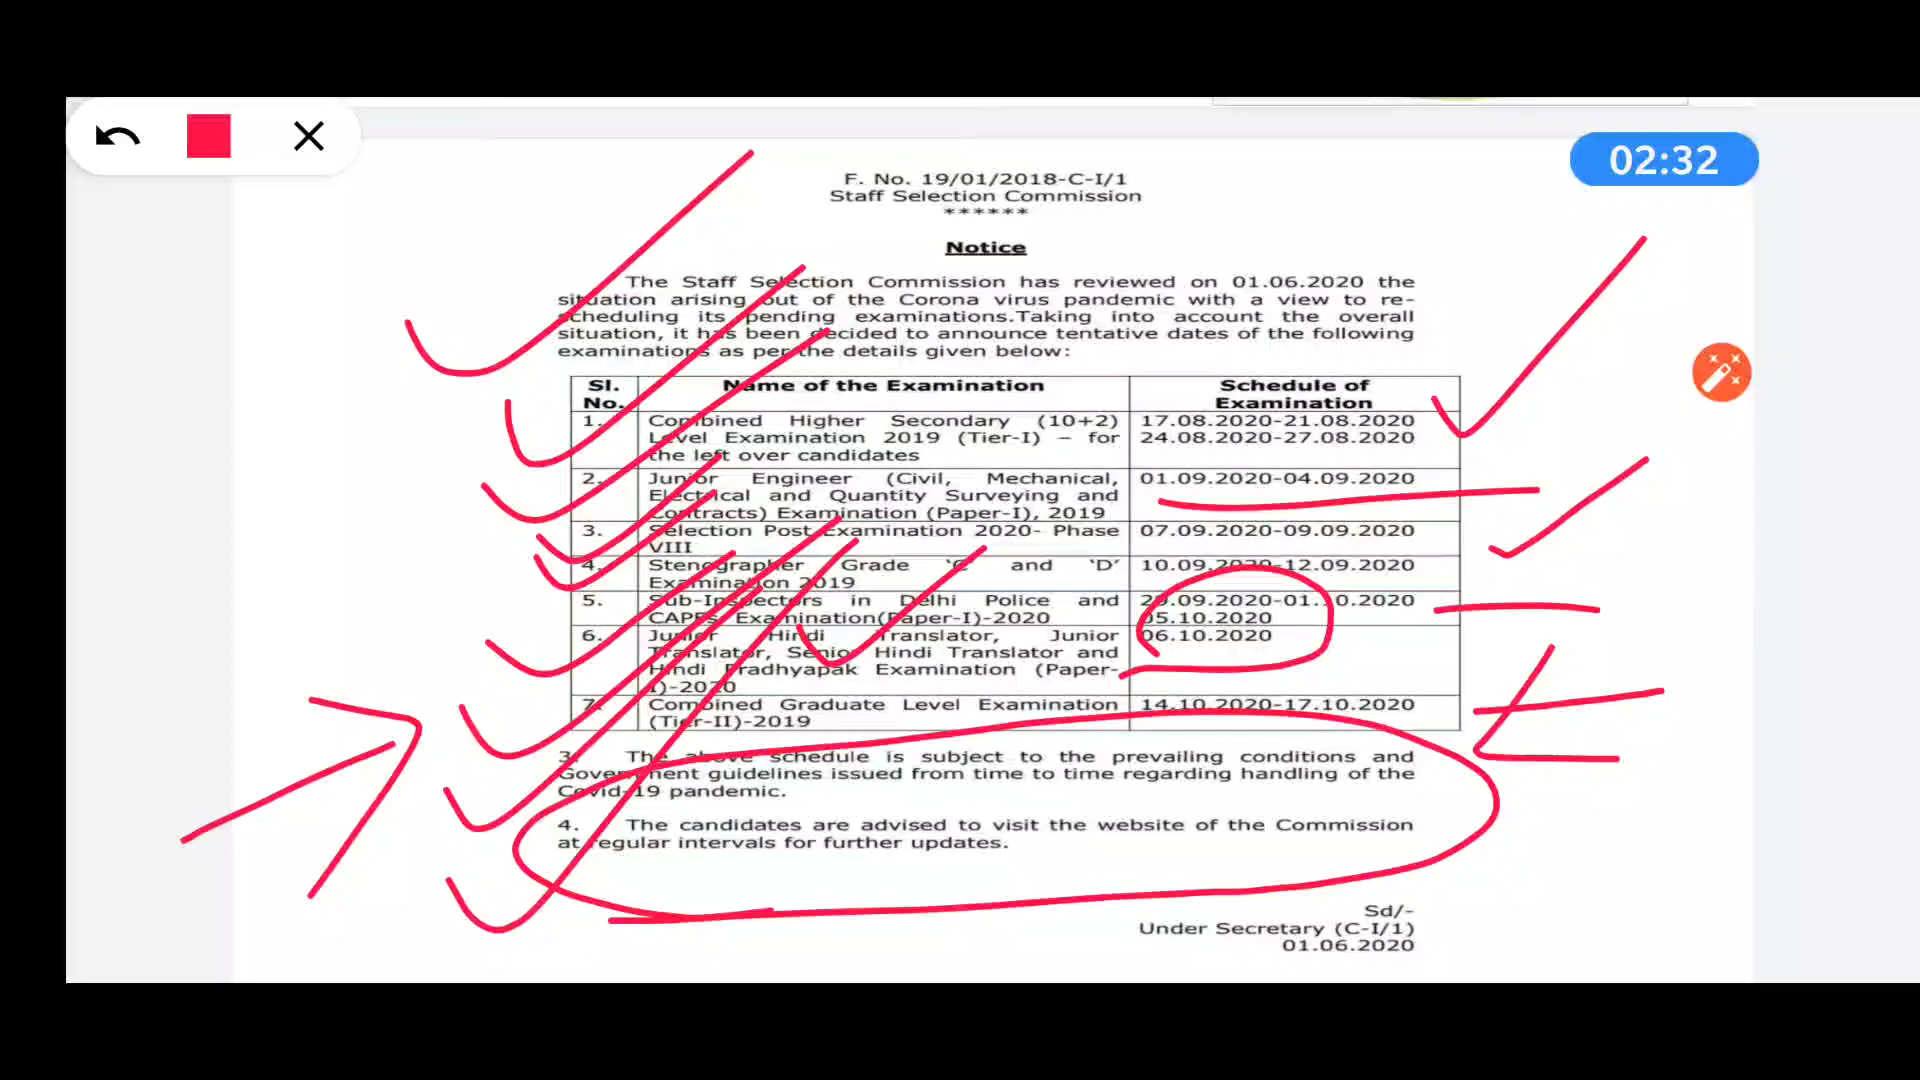 02:32
F. No. 19/01/2018-C-I/1
Staff Selection Commission
******
Notice
The Staff Selection Commission has reviewed on 01.06.2020 the
situation arising out of the Corona virus pandemic with a view to re-
scheduling its pending examinations.Taking into account the overall
situation, it has been decided to announce tentative dates of the following
examinations as per the details given below:
Sl. No. Name of the Examination Schedule of Examination
1. Combined Higher Secondary (10+2) 17.08.2020-21.08.2020
Level Examination 2019 (Tier-I) – for 24.08.2020-27.08.2020
the left over candidates
2. Junior Engineer (Civil, Mechanical, 01.09.2020-04.09.2020
Electrical and Quantity Surveying and
Contracts) Examination (Paper-I), 2019
3. Selection Post Examination 2020- Phase 07.09.2020-09.09.2020
VIII
4. Stenographer Grade ‘C’ and ‘D’ 10.09.2020-12.09.2020
Examination 2019
5. Sub-Inspectors in Delhi Police and 29.09.2020-01.10.2020
CAPFs Examination(Paper-I)-2020 05.10.2020
6. Junior Hindi Translator, Junior 06.10.2020
Translator, Senior Hindi Translator and
Hindi Pradhyapak Examination (Paper-
I)-2020
7. Combined Graduate Level Examination 14.10.2020-17.10.2020
(Tier-II)-2019
3. The above schedule is subject to the prevailing conditions and
Government guidelines issued from time to time regarding handling of the
Covid-19 pandemic.
4. The candidates are advised to visit the website of the Commission
at regular intervals for further updates.
Sd/-
Under Secretary (C-I/1)
01.06.2020